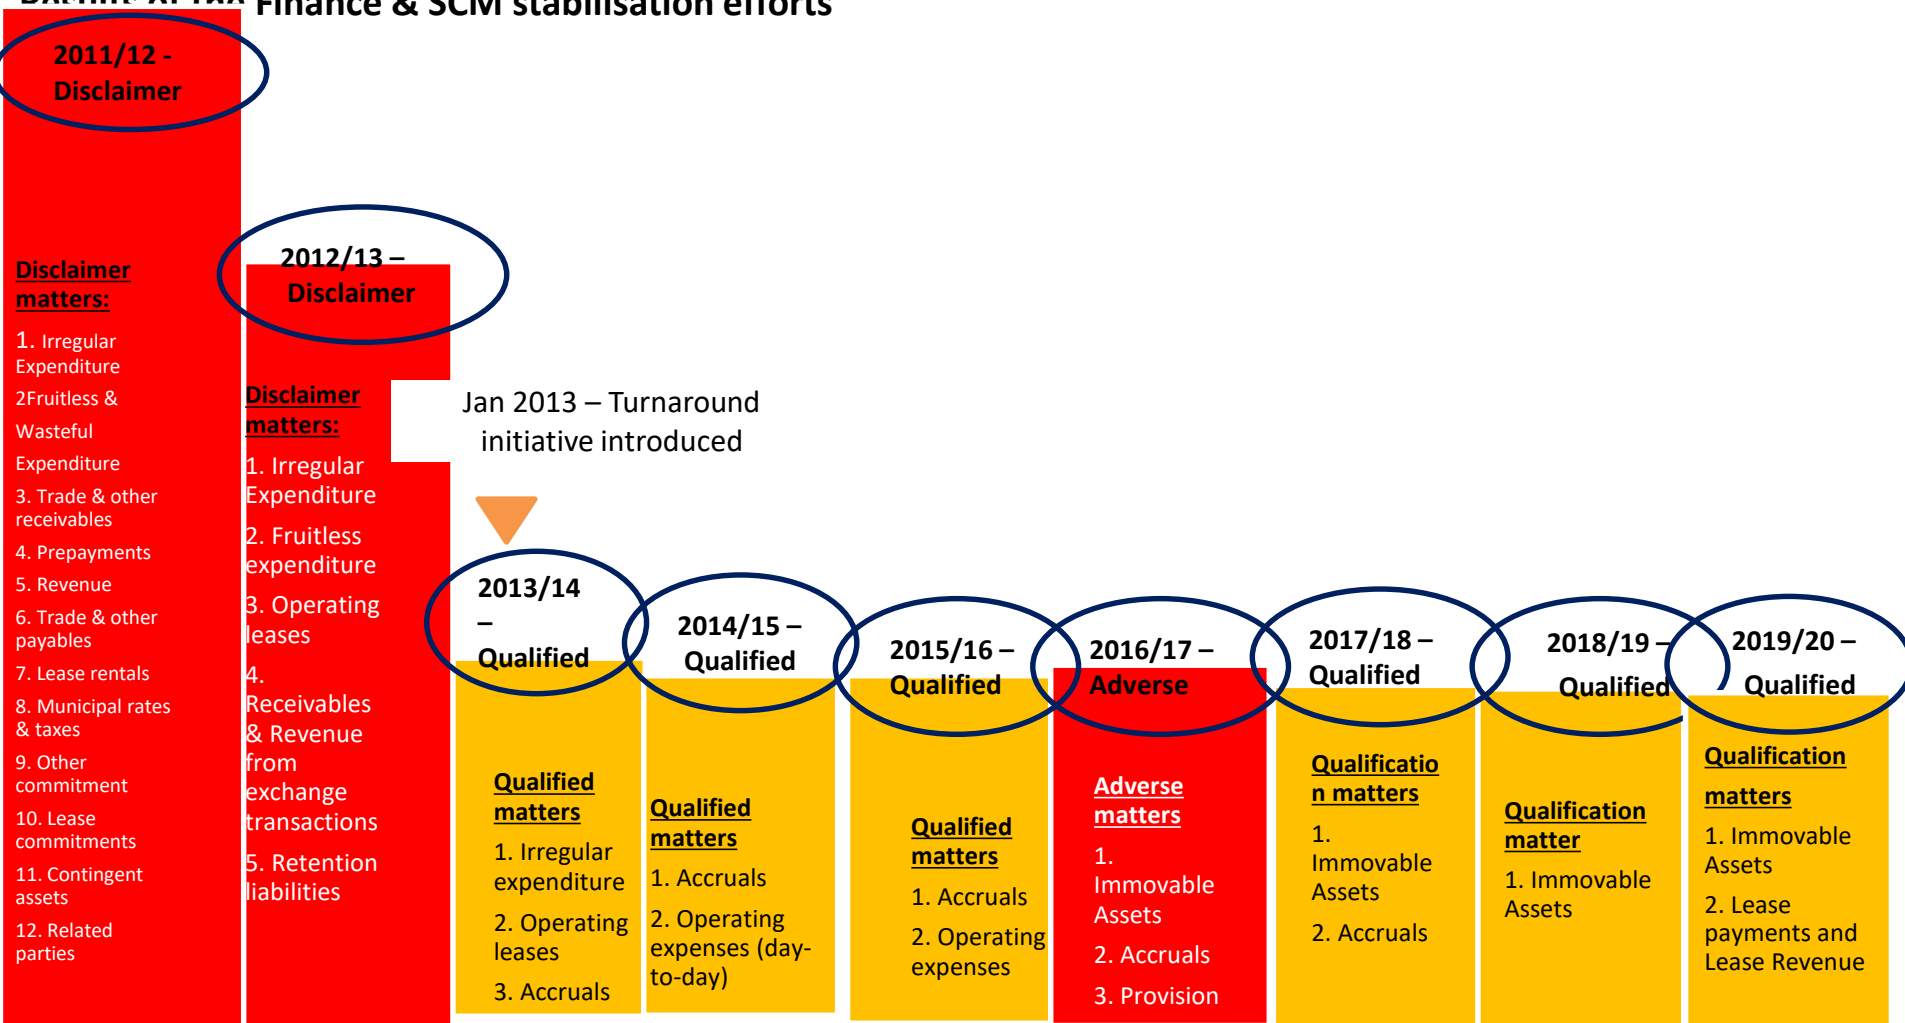 Results of the Finance & SCM stabilisation efforts
2011/12 -
Disclaimer
Disclaimer
matters:
1. Irregular
Expenditure
2Fruitless &
Wasteful
Expenditure
3. Trade & other
receivables
4. Prepayments
5. Revenue
6. Trade & other
payables
7. Lease rentals
8. Municipal rates
& taxes
9. Other
commitment
10. Lease
commitments
11. Contingent
assets
12. Related
parties
2012/13 –
Disclaimer
Disclaimer
matters:
1. Irregular
Expenditure
2. Fruitless
expenditure
3. Operating
leases
4.
Receivables
& Revenue
from
exchange
transactions
5. Retention
liabilities
Jan 2013 – Turnaround
initiative introduced
2013/14
–
Qualified
Qualified
matters
1. Irregular
expenditure
2. Operating
leases
3. Accruals
2014/15 –
Qualified
Qualified
matters
1. Accruals
2. Operating
expenses (day-
to-day)
2015/16 –
Qualified
Qualified
matters
1. Accruals
2. Operating
expenses
2016/17 –
Adverse
Adverse
matters
1.
Immovable
Assets
2. Accruals
3. Provision
2017/18 –
Qualified
Qualificatio
n matters
1.
Immovable
Assets
2. Accruals
2018/19 –
Qualified
Qualification
matter
1. Immovable
Assets
2019/20 –
Qualified
Qualification
matters
1. Immovable
Assets
2. Lease
payments and
Lease Revenue